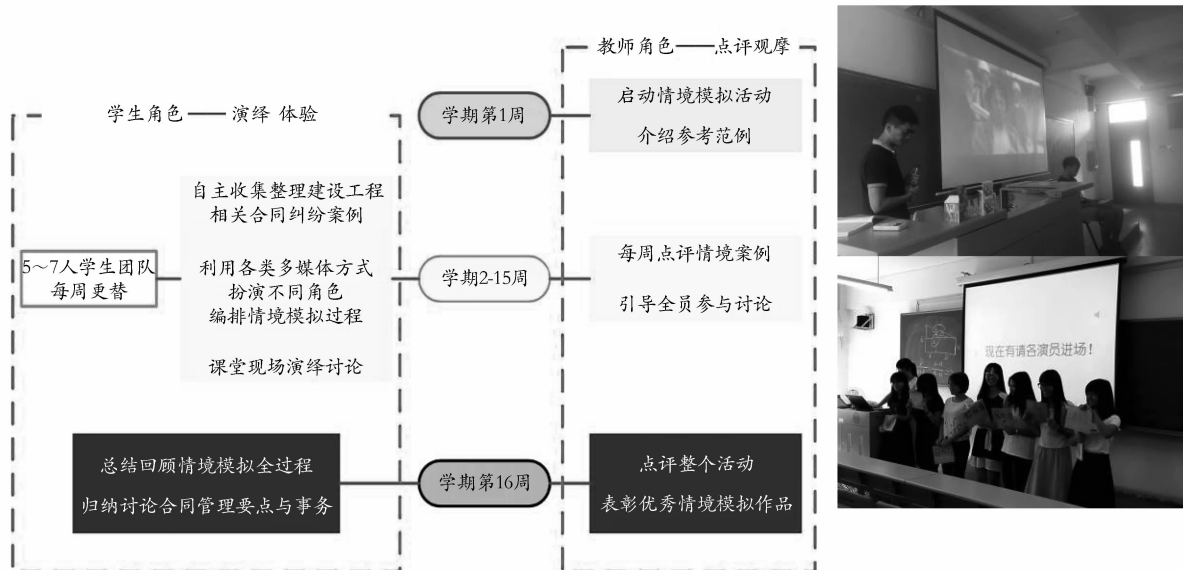 教师角色——点评观摩
学生角色——演绎 体验
学期第1周
启动情境模拟活动
介绍参考范例
自主收集整理建设工程
相关合同纠纷案例
5～7人学生团队
每周更替
利用各类多媒体方式
扮演不同角色
编排情境模拟过程
课堂现场演绎讨论
学期2-15周
每周点评情境案例
引导全员参与讨论
总结回顾情境模拟全过程
归纳讨论合同管理要点与事务
学期第16周
点评整个活动
表彰优秀情境模拟作品
现在有请各演员进场！